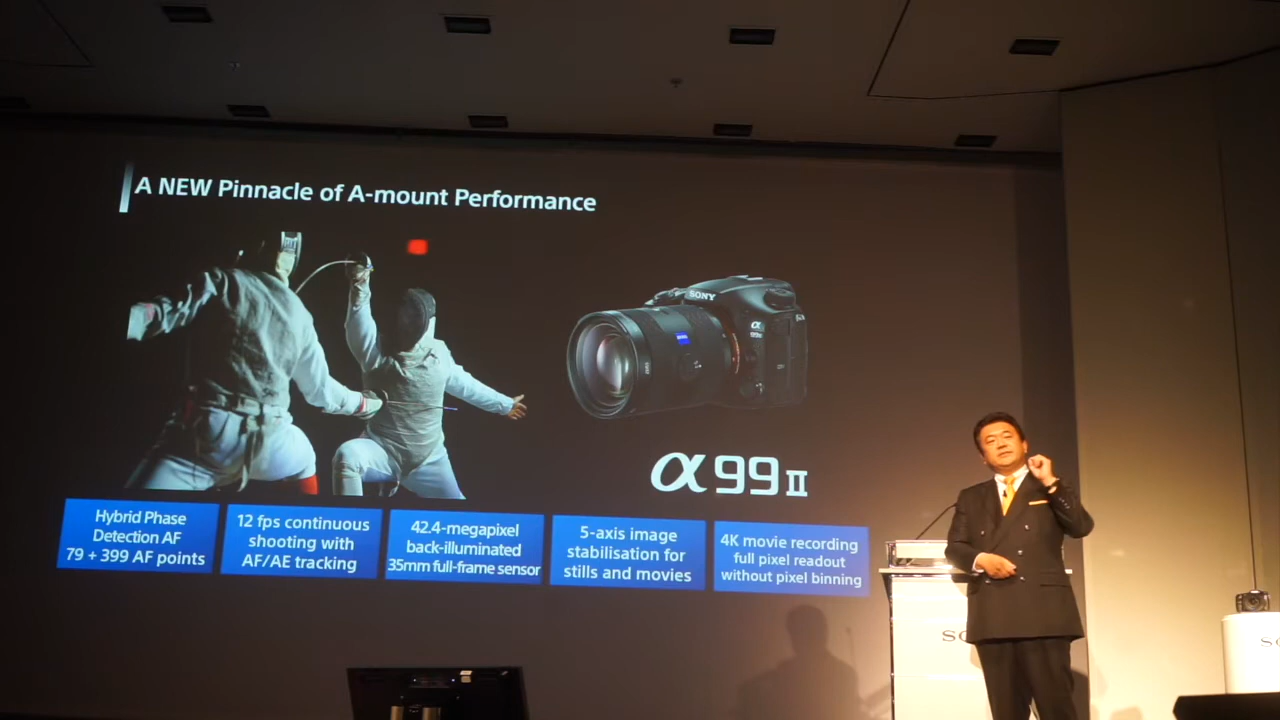 A NEW Pinnacle of A-mount Performance
SONY
α
α99II
Hybrid Phase
Detection AF
79 + 399 AF points
12 fps continuous
shooting with
AF/AE tracking
42.4-megapixel
back-illuminated
35mm full-frame sensor
5-axis image
stabilisation for
stills and movies
4K movie recording
full pixel readout
without pixel binning
SO
SO